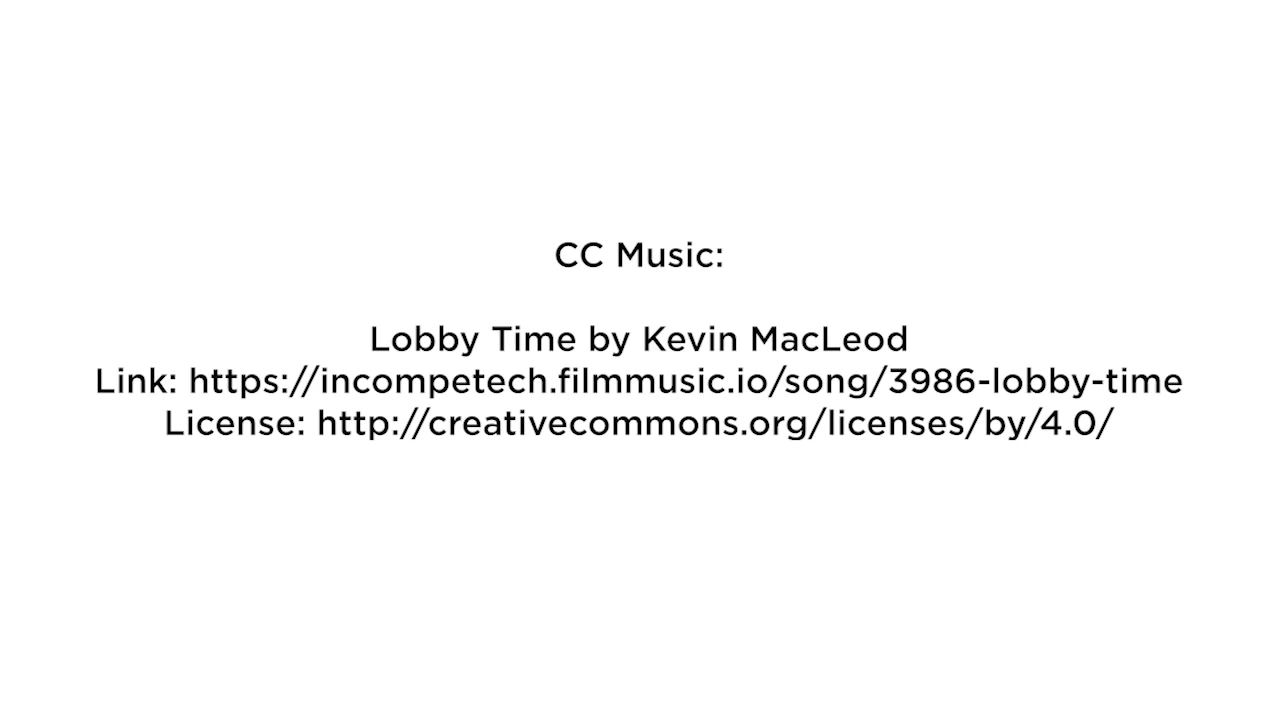 CC Music:
Lobby Time by Kevin MacLeod
Link: https://incompetech.filmmusic.io/song/3986-lobby-time
License: http://creativecommons.org/licenses/by/4.0/